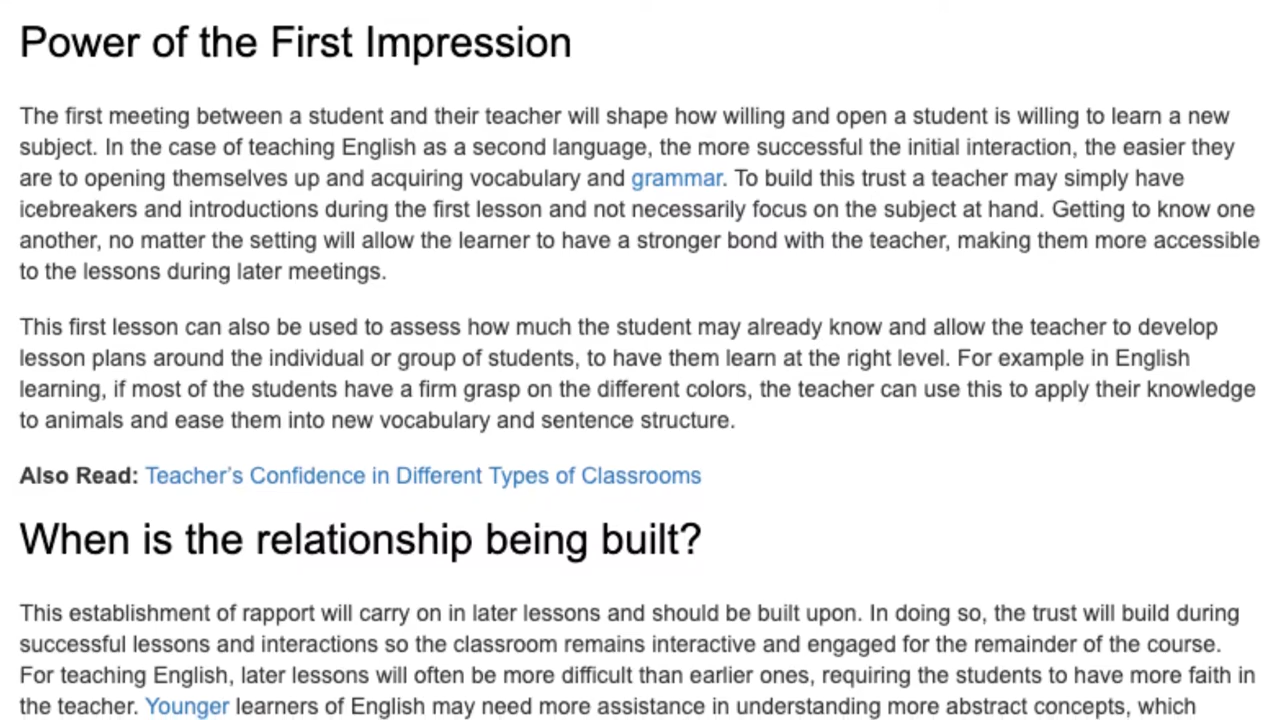 Power of the First Impression
The first meeting between a student and their teacher will shape how willing and open a student is willing to learn a new
subject. In the case of teaching English as a second language, the more successful the initial interaction, the easier they
are to opening themselves up and acquiring vocabulary and grammar. To build this trust a teacher may simply have
icebreakers and introductions during the first lesson and not necessarily focus on the subject at hand. Getting to know one
another, no matter the setting will allow the learner to have a stronger bond with the teacher, making them more accessible
to the lessons during later meetings.
This first lesson can also be used to assess how much the student may already know and allow the teacher to develop
lesson plans around the individual or group of students, to have them learn at the right level. For example in English
learning, if most of the students have a firm grasp on the different colors, the teacher can use this to apply their knowledge
to animals and ease them into new vocabulary and sentence structure.
Also Read: Teacher’s Confidence in Different Types of Classrooms
When is the relationship being built?
This establishment of rapport will carry on in later lessons and should be built upon. In doing so, the trust will build during
successful lessons and interactions so the classroom remains interactive and engaged for the remainder of the course.
For teaching English, later lessons will often be more difficult than earlier ones, requiring the students to have more faith in
the teacher. Younger learners of English may need more assistance in understanding more abstract concepts, which